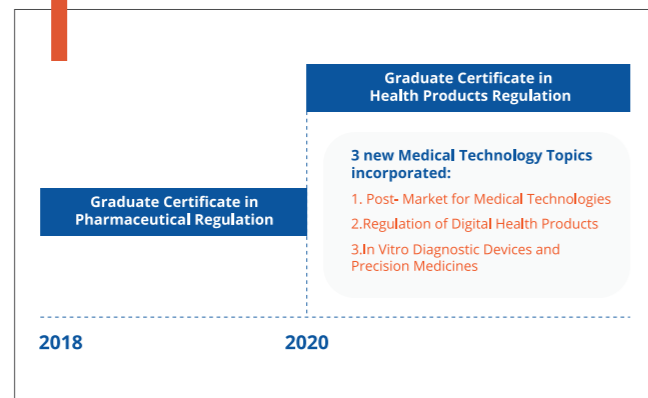 Graduate Certificate in
Health Products Regulation
3 new Medical Technology Topics
incorporated:
1. Post- Market for Medical Technologies
2.Regulation of Digital Health Products
3.In Vitro Diagnostic Devices and
Precision Medicines
Graduate Certificate in
Pharmaceutical Regulation
2018
2020